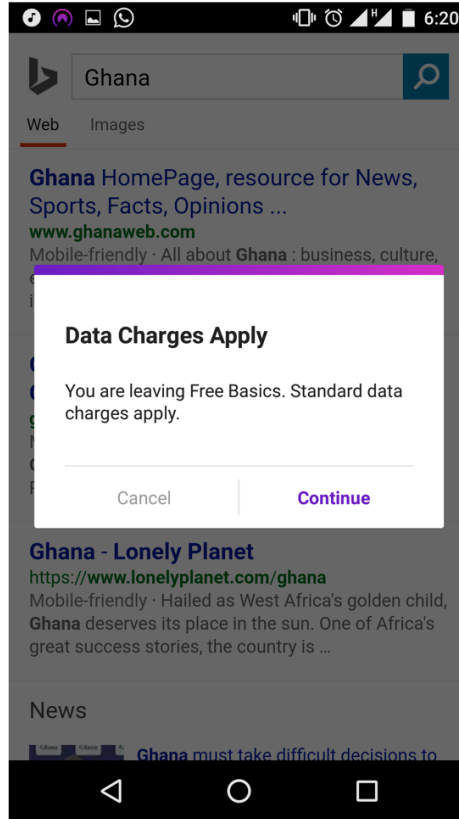 H
6:20
Ghana
Web Images
Ghana HomePage, resource for News,
Sports, Facts, Opinions ...
www.ghanaweb.com
Mobile-friendly · All about Ghana : business, culture,
Data Charges Apply
You are leaving Free Basics. Standard data
charges apply.
Cancel Continue
Ghana - Lonely Planet
https://www.lonelyplanet.com/ghana
Mobile-friendly · Hailed as West Africa's golden child,
Ghana deserves its place in the sun. One of Africa's
great success stories, the country is ...
News
Ghana must take difficult decisions to